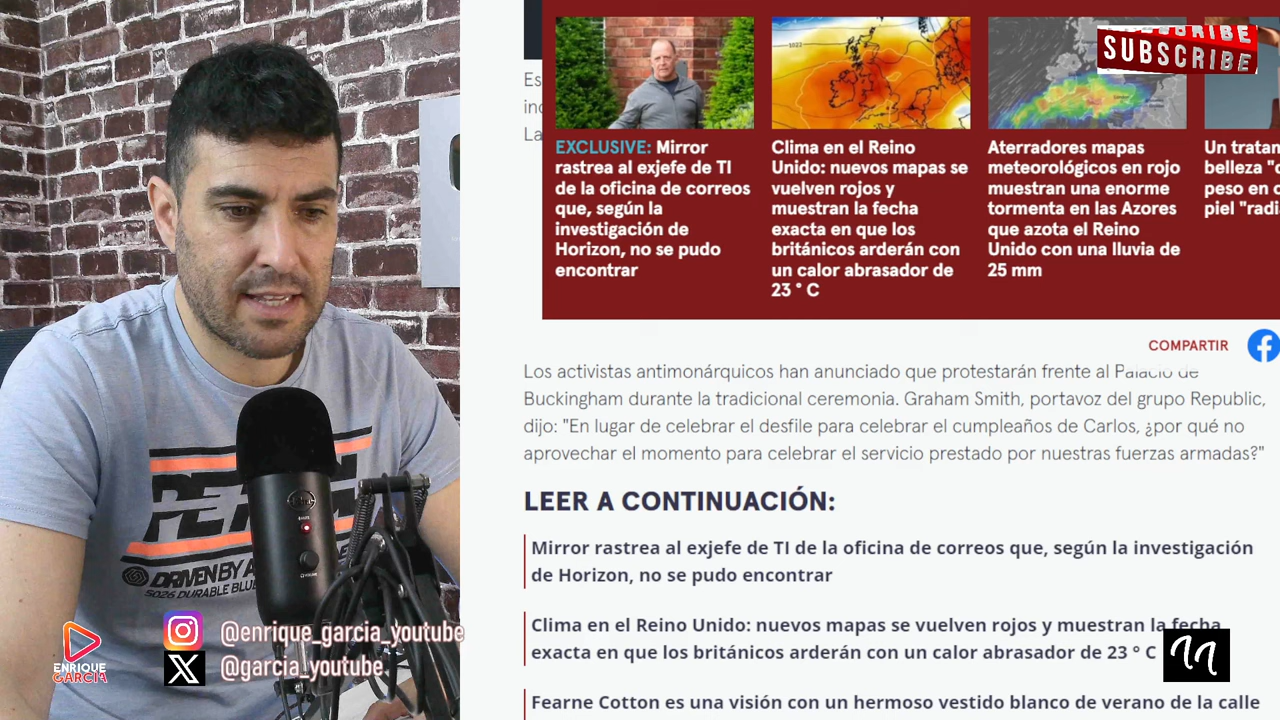 SUBSCRIBE
SUBSCRIBE
Es
inc
La
EXCLUSIVE: Mirror
rastrea al exjefe de TI
de la oficina de correos
que, según la
investigación de
Horizon, no se pudo
encontrar
Clima en el Reino
Unido: nuevos mapas se
vuelven rojos y
muestran la fecha
exacta en que los
británicos arderán con
un calor abrasador de
23 ° C
Aterradores mapas
meteorológicos en rojo
muestran una enorme
tormenta en las Azores
que azota el Reino
Unido con una lluvia de
25 mm
Un tratan
belleza "c
peso en c
piel "radi
COMPARTIR
Los activistas antimonárquicos han anunciado que protestarán frente al Palacio de
Buckingham durante la tradicional ceremonia. Graham Smith, portavoz del grupo Republic,
dijo: "En lugar de celebrar el desfile para celebrar el cumpleaños de Carlos, ¿por qué no
aprovechar el momento para celebrar el servicio prestado por nuestras fuerzas armadas?"
LEER A CONTINUACIÓN:
Mirror rastrea al exjefe de TI de la oficina de correos que, según la investigación
de Horizon, no se pudo encontrar
Clima en el Reino Unido: nuevos mapas se vuelven rojos y muestran la fecha
exacta en que los británicos arderán con un calor abrasador de 23 ° C
Fearne Cotton es una visión con un hermoso vestido blanco de verano de la calle
DRIVEN BY A
S026 DURABLE BLUE
@enrique_garcia_youtube
@garcia_youtube
ENRIQUE
GARCIA